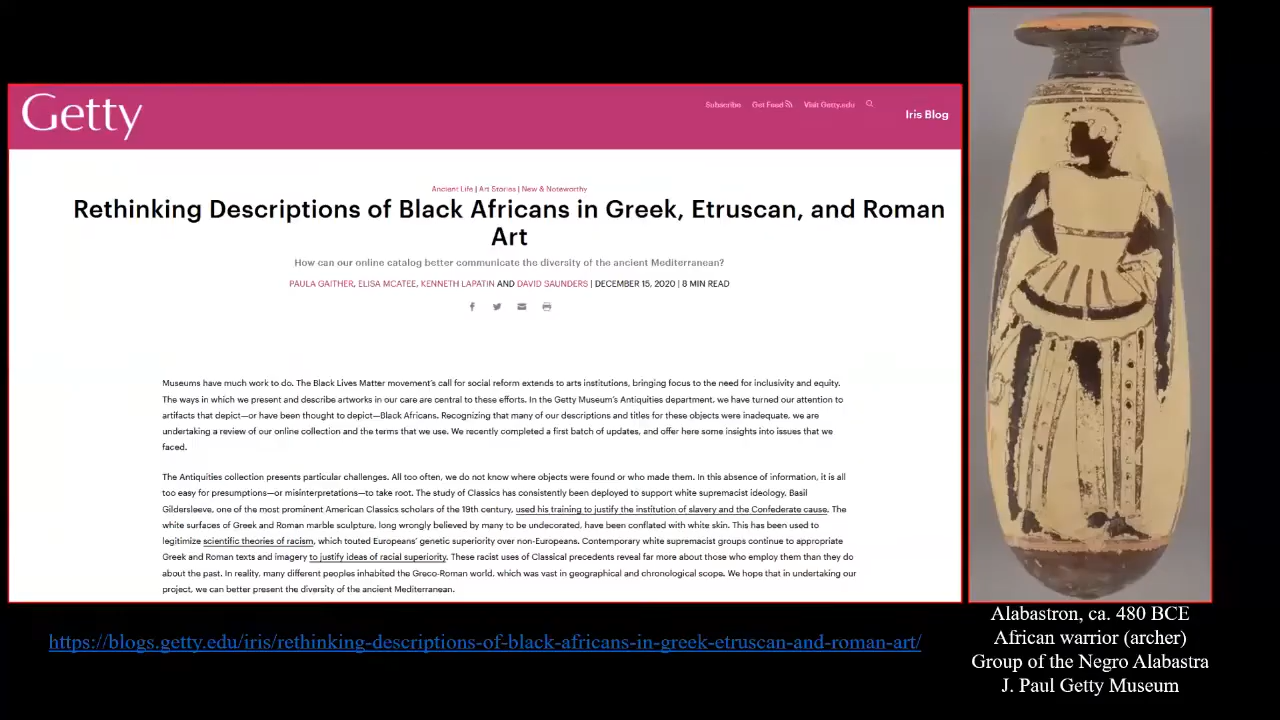 Getty
Subscribe Get Feed Visit Getty.edu
Iris Blog
Ancient Life | Art Stories | New & Noteworthy
Rethinking Descriptions of Black Africans in Greek, Etruscan, and Roman
Art
How can our online catalog better communicate the diversity of the ancient Mediterranean?
PAULA GAITHER, ELISA MCATEE, KENNETH LAPATIN AND DAVID SAUNDERS | DECEMBER 15, 2020 | 8 MIN READ
Museums have much work to do. The Black Lives Matter movement's call for social reform extends to arts institutions, bringing focus to the need for inclusivity and equity.
The ways in which we present and describe artworks in our care are central to these efforts. In the Getty Museum's Antiquities department, we have turned our attention to
artifacts that depict—or have been thought to depict—Black Africans. Recognizing that many of our descriptions and titles for these objects were inadequate, we are
undertaking a review of our online collection and the terms that we use. We recently completed a first batch of updates, and offer here some insights into issues that we
faced.
The Antiquities collection presents particular challenges. All too often, we do not know where objects were found or who made them. In this absence of information, it is all
too easy for presumptions—or misinterpretations—to take root. The study of Classics has consistently been deployed to support white supremacist ideology. Basil
Gildersleeve, one of the most prominent American Classics scholars of the 19th century, used his training to justify the institution of slavery and the Confederate cause. The
white surfaces of Greek and Roman marble sculpture, long wrongly believed by many to be undecorated, have been conflated with white skin. This has been used to
legitimize scientific theories of racism, which touted Europeans' genetic superiority over non-Europeans. Contemporary white supremacist groups continue to appropriate
Greek and Roman texts and imagery to justify ideas of racial superiority. These racist uses of Classical precedents reveal far more about those who employ them than they do
about the past. In reality, many different peoples inhabited the Greco-Roman world, which was vast in geographical and chronological scope. We hope that in undertaking our
project, we can better present the diversity of the ancient Mediterranean.
https://blogs.getty.edu/iris/rethinking-descriptions-of-black-africans-in-greek-etruscan-and-roman-art/
Alabastron, ca. 480 BCE
African warrior (archer)
Group of the Negro Alabastra
J. Paul Getty Museum